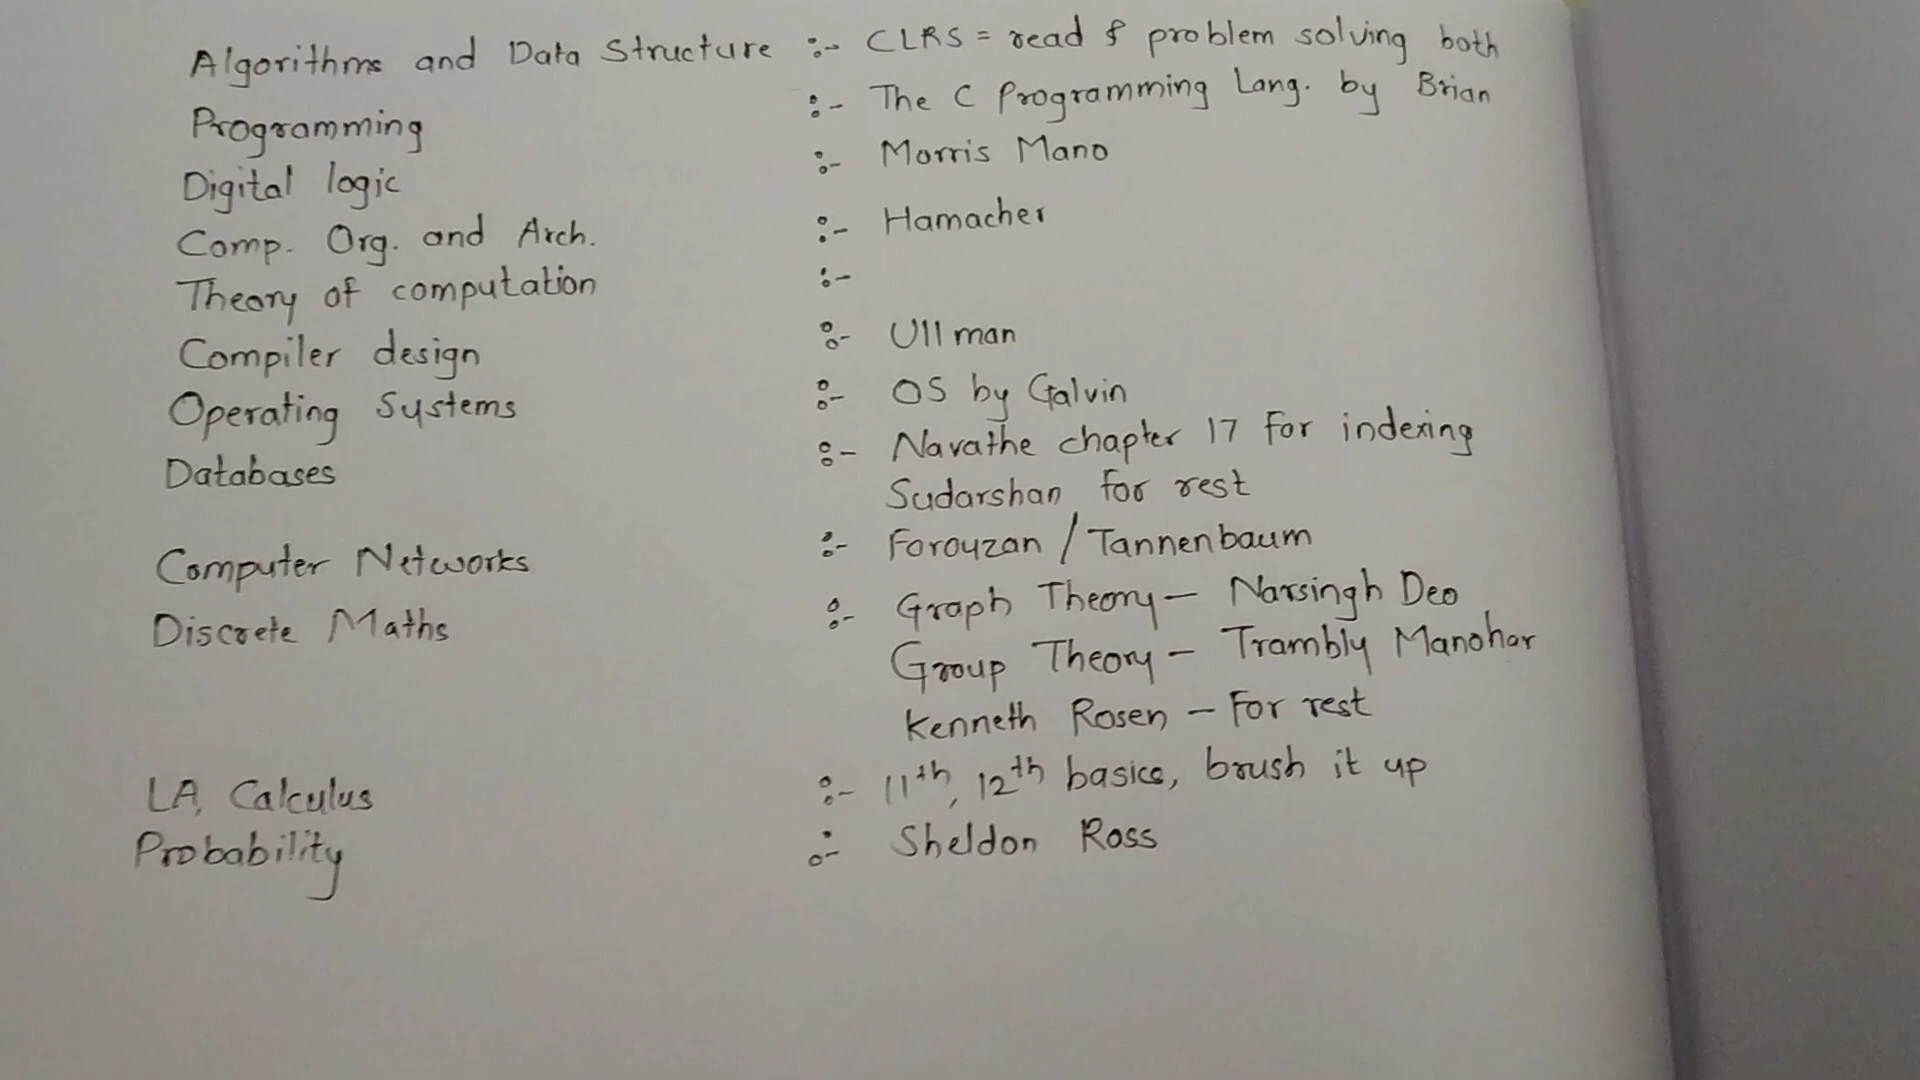 Algorithms and Data Structure :- CLRS = read & problem solving both
Programming :- The C Programming Lang. by Brian
Digital logic :- Morris Mano
Comp. Org. and Arch. :- Hamacher
Theory of computation :-
Compiler design :- Ullman
Operating Systems :- OS by Galvin
Databases :- Navathe chapter 17 for indexing
Sudarshan for rest
Computer Networks :- Forouzan / Tannenbaum
Discrete Maths :- Graph Theory - Narsingh Deo
Group Theory - Trambly Manohar
Kenneth Rosen - For rest
LA, Calculus :- 11th, 12th basics, brush it up
Probability :- Sheldon Ross